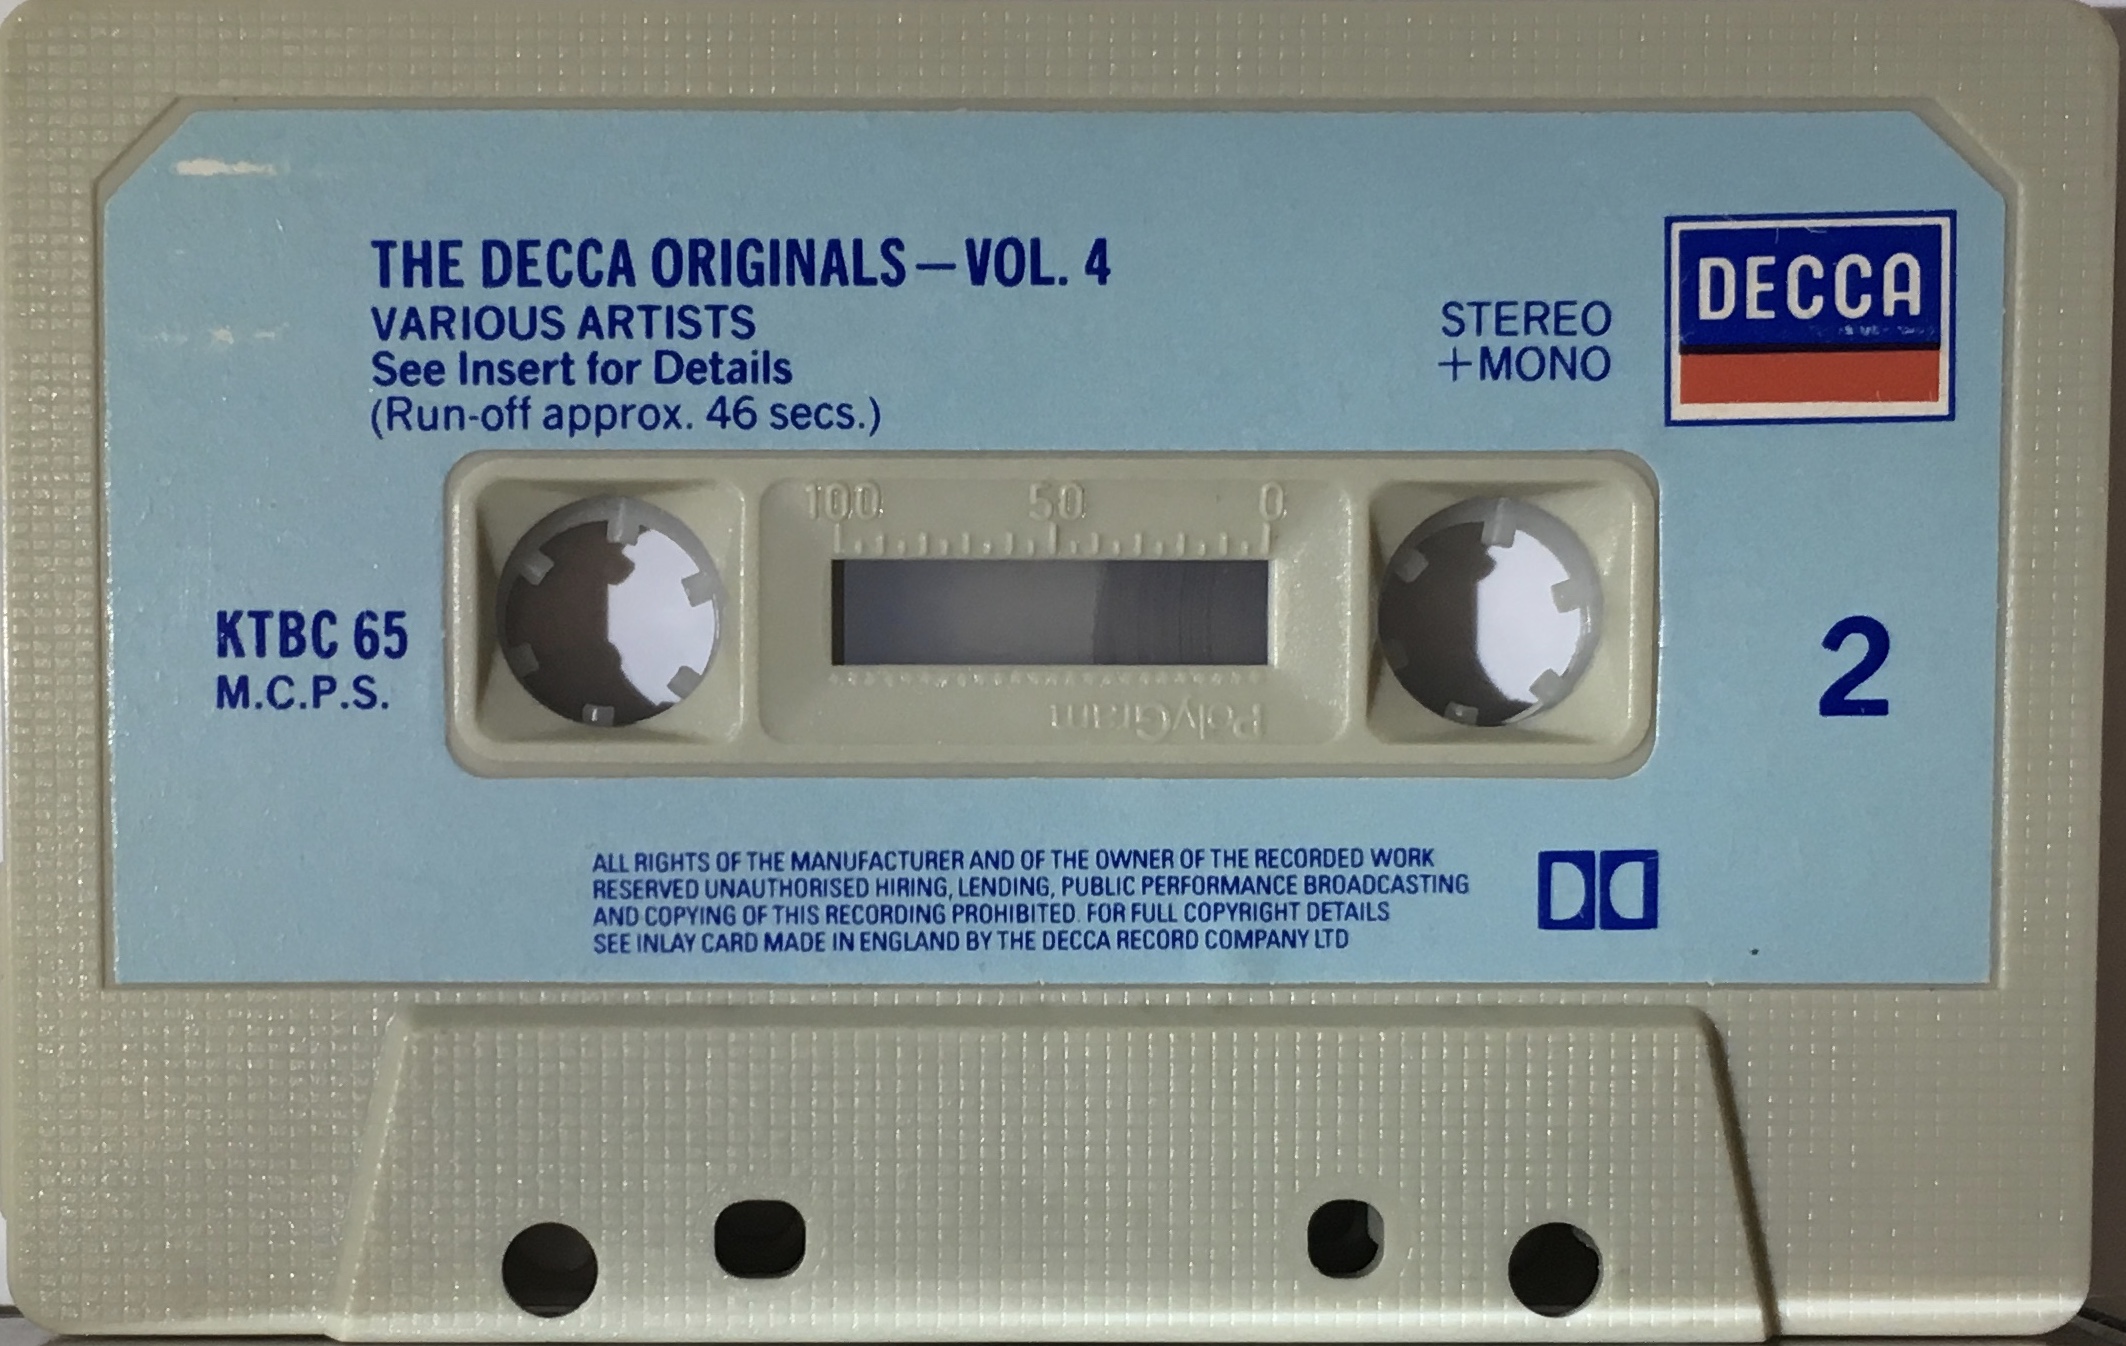 THE DECCA ORIGINALS — VOL. 4
VARIOUS ARTISTS
See Insert for Details
(Run-off approx. 46 secs.)
STEREO
+MONO
DECCA
100 50 0
KTBC 65
M.C.P.S.
2
PolyGram
ALL RIGHTS OF THE MANUFACTURER AND OF THE OWNER OF THE RECORDED WORK
RESERVED UNAUTHORISED HIRING, LENDING, PUBLIC PERFORMANCE BROADCASTING
AND COPYING OF THIS RECORDING PROHIBITED. FOR FULL COPYRIGHT DETAILS
SEE INLAY CARD MADE IN ENGLAND BY THE DECCA RECORD COMPANY LTD